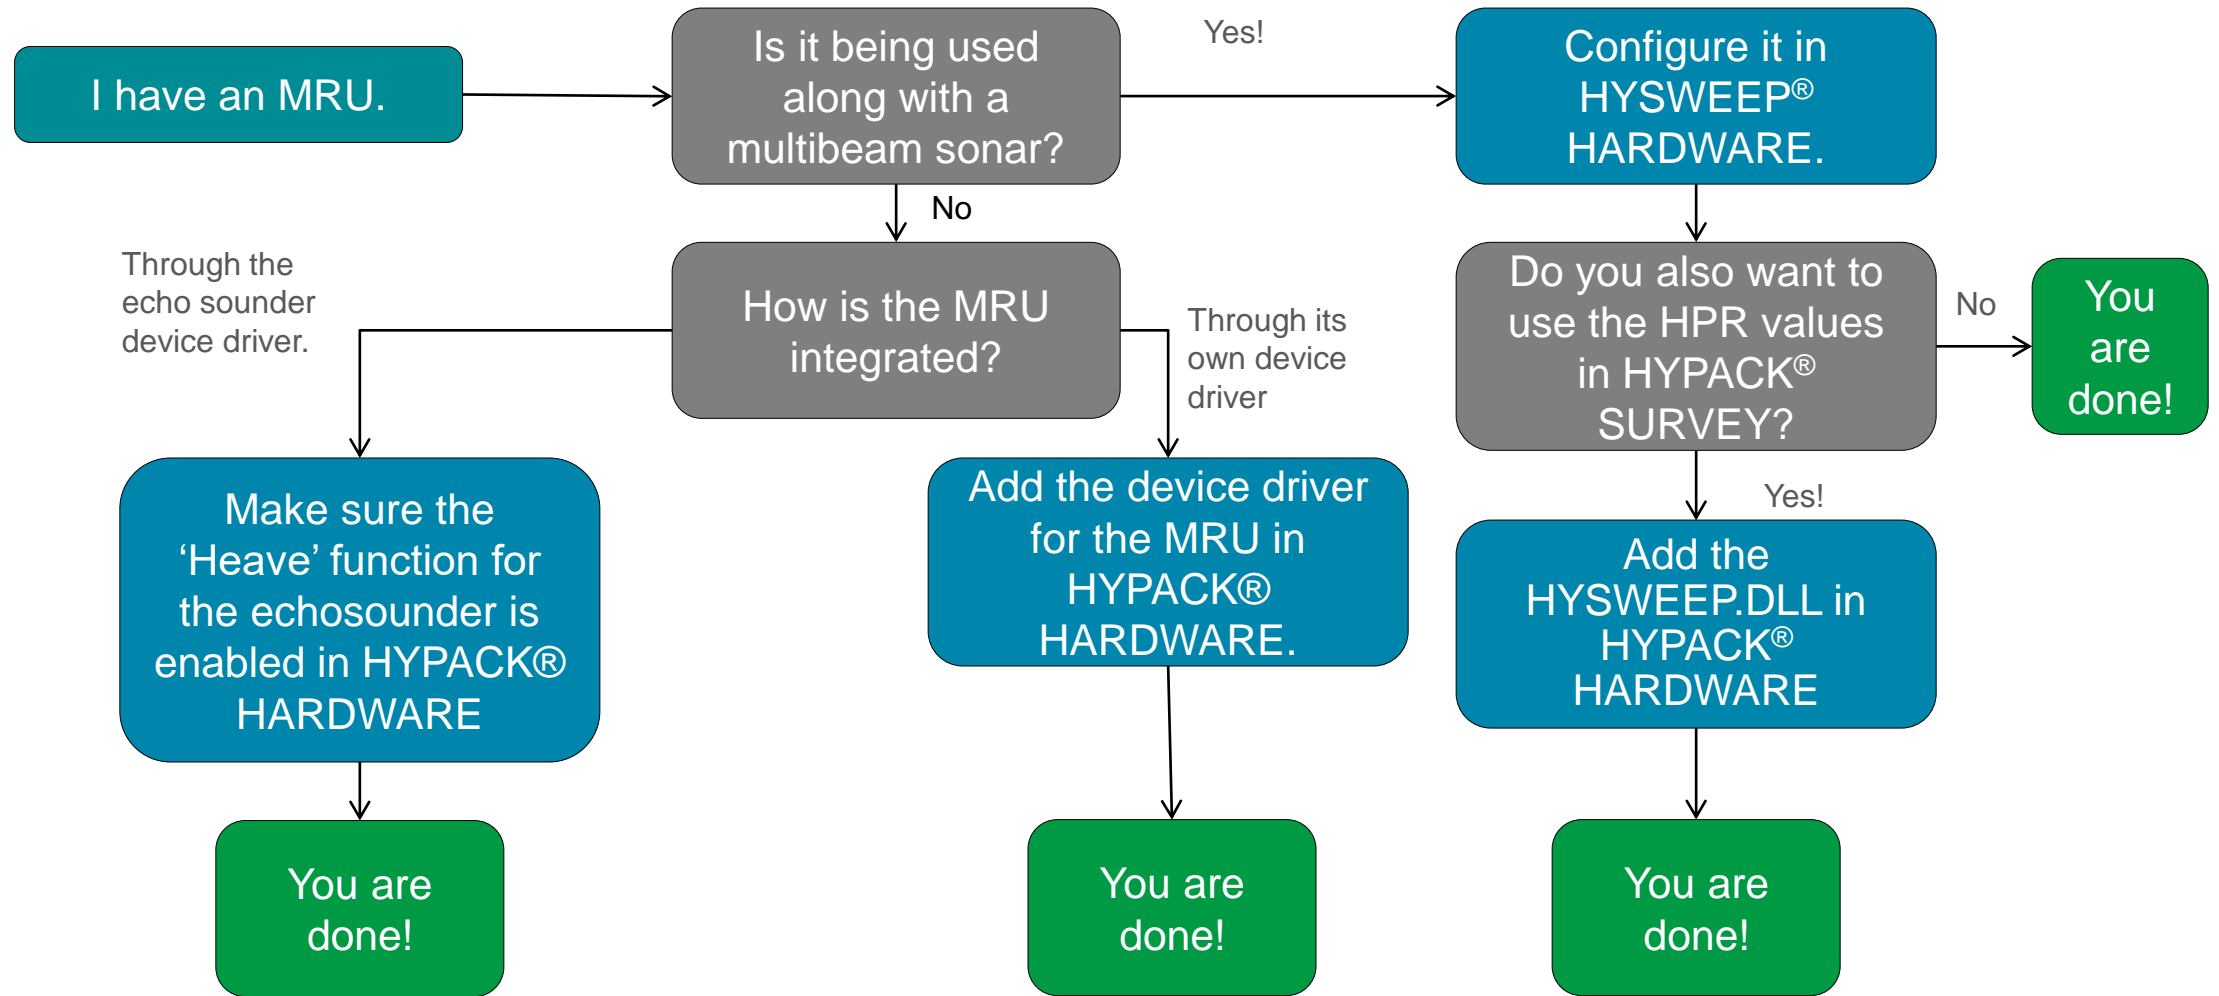 I have an MRU.
Is it being used
along with a
multibeam sonar?
Yes!
Configure it in
HYSWEEP®
HARDWARE.
No
Through the
echo sounder
device driver.
How is the MRU
integrated?
Through its
own device
driver
Do you also want to
use the HPR values
in HYPACK®
SURVEY?
No
You
are
done!
Make sure the
‘Heave’ function for
the echosounder is
enabled in HYPACK®
HARDWARE
Add the device driver
for the MRU in
HYPACK®
HARDWARE.
Yes!
Add the
HYSWEEP.DLL in
HYPACK®
HARDWARE
You are
done!
You are
done!
You are
done!